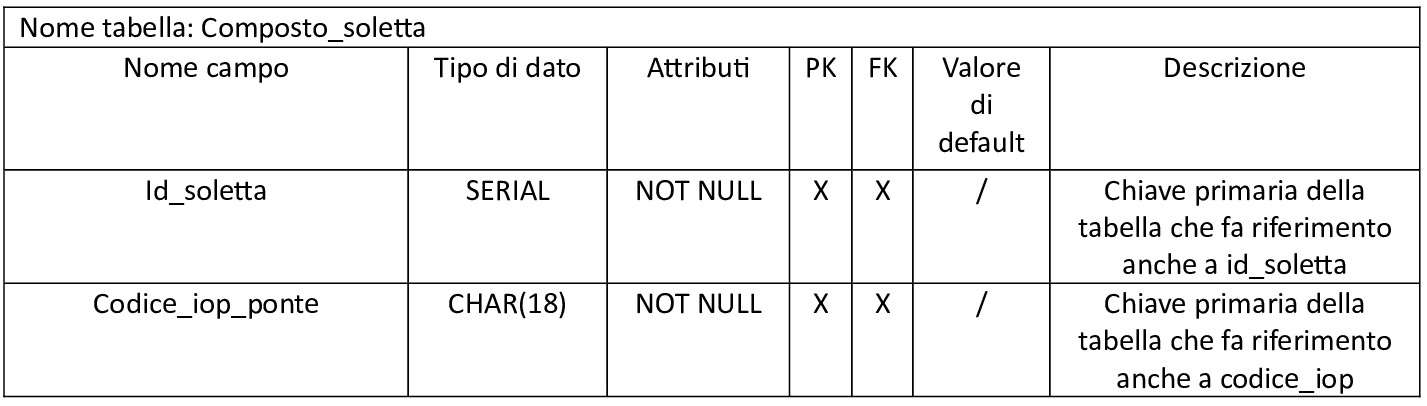 Nome tabella: Composto_soletta
Nome campo Tipo di dato Attributi PK FK Valore di default Descrizione
Id_soletta SERIAL NOT NULL X X / Chiave primaria della tabella che fa riferimento anche a id_soletta
Codice_iop_ponte CHAR(18) NOT NULL X X / Chiave primaria della tabella che fa riferimento anche a codice_iop